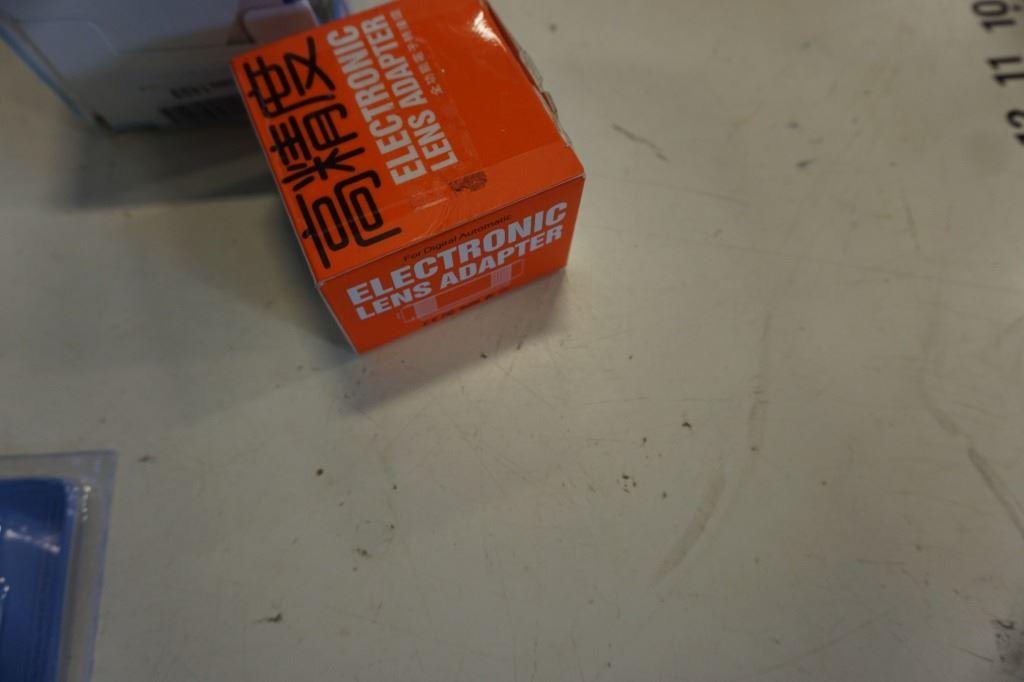 高精度
ELECTRONIC
LENS ADAPTER
For Digital Automatic
ELECTRONIC
LENS ADAPTER
10
11
12